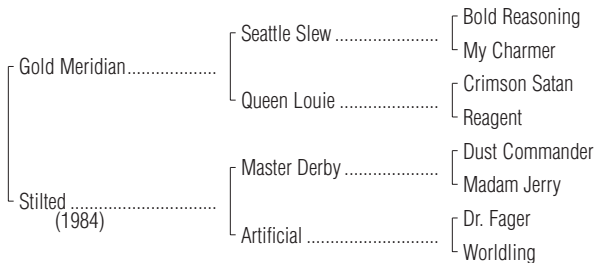 Bold Reasoning
Seattle Slew ....................
My Charmer
Gold Meridian.................
Crimson Satan
Queen Louie ...................
Reagent
Dust Commander
Master Derby ..................
Madam Jerry
Stilted ............................
(1984)
Dr. Fager
Artificial .........................
Worldling